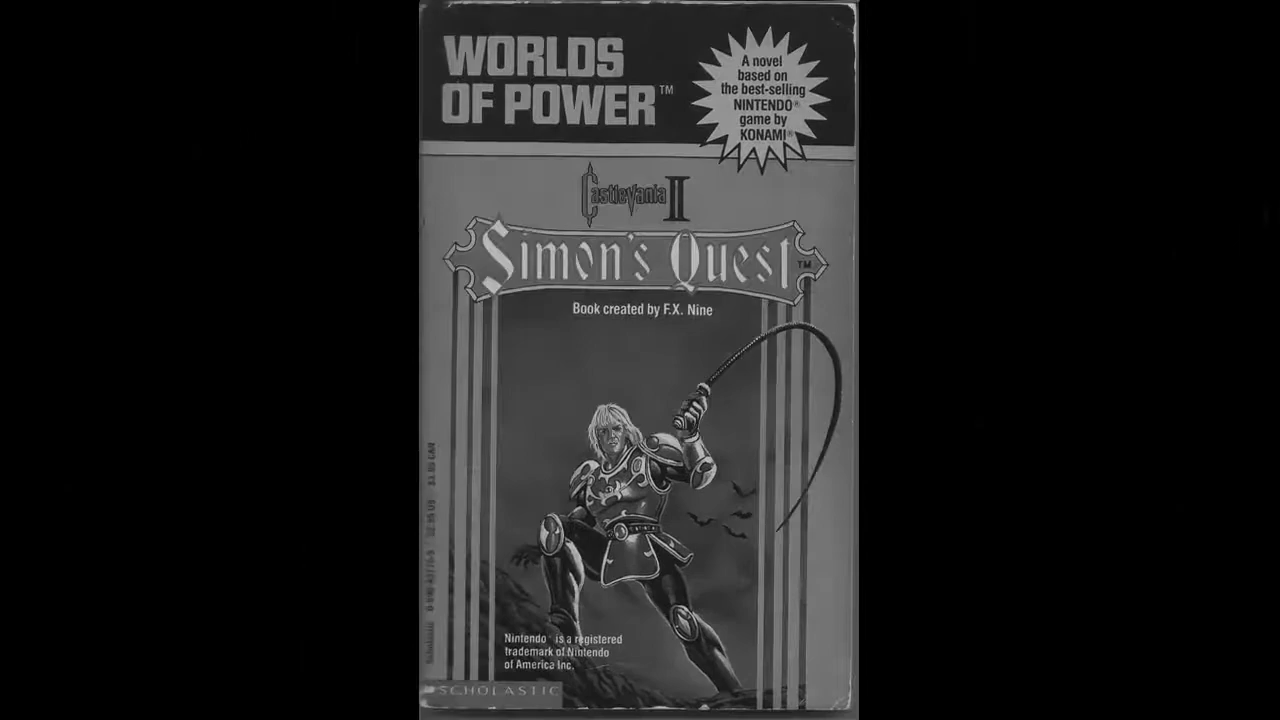 WORLDS
OF POWER™
A novel
based on
the best-selling
NINTENDO®
game by
KONAMI®
Castlevania II
Simon's Quest™
Book created by F.X. Nine
Nintendo® is a registered
trademark of Nintendo
of America Inc.
SCHOLASTIC